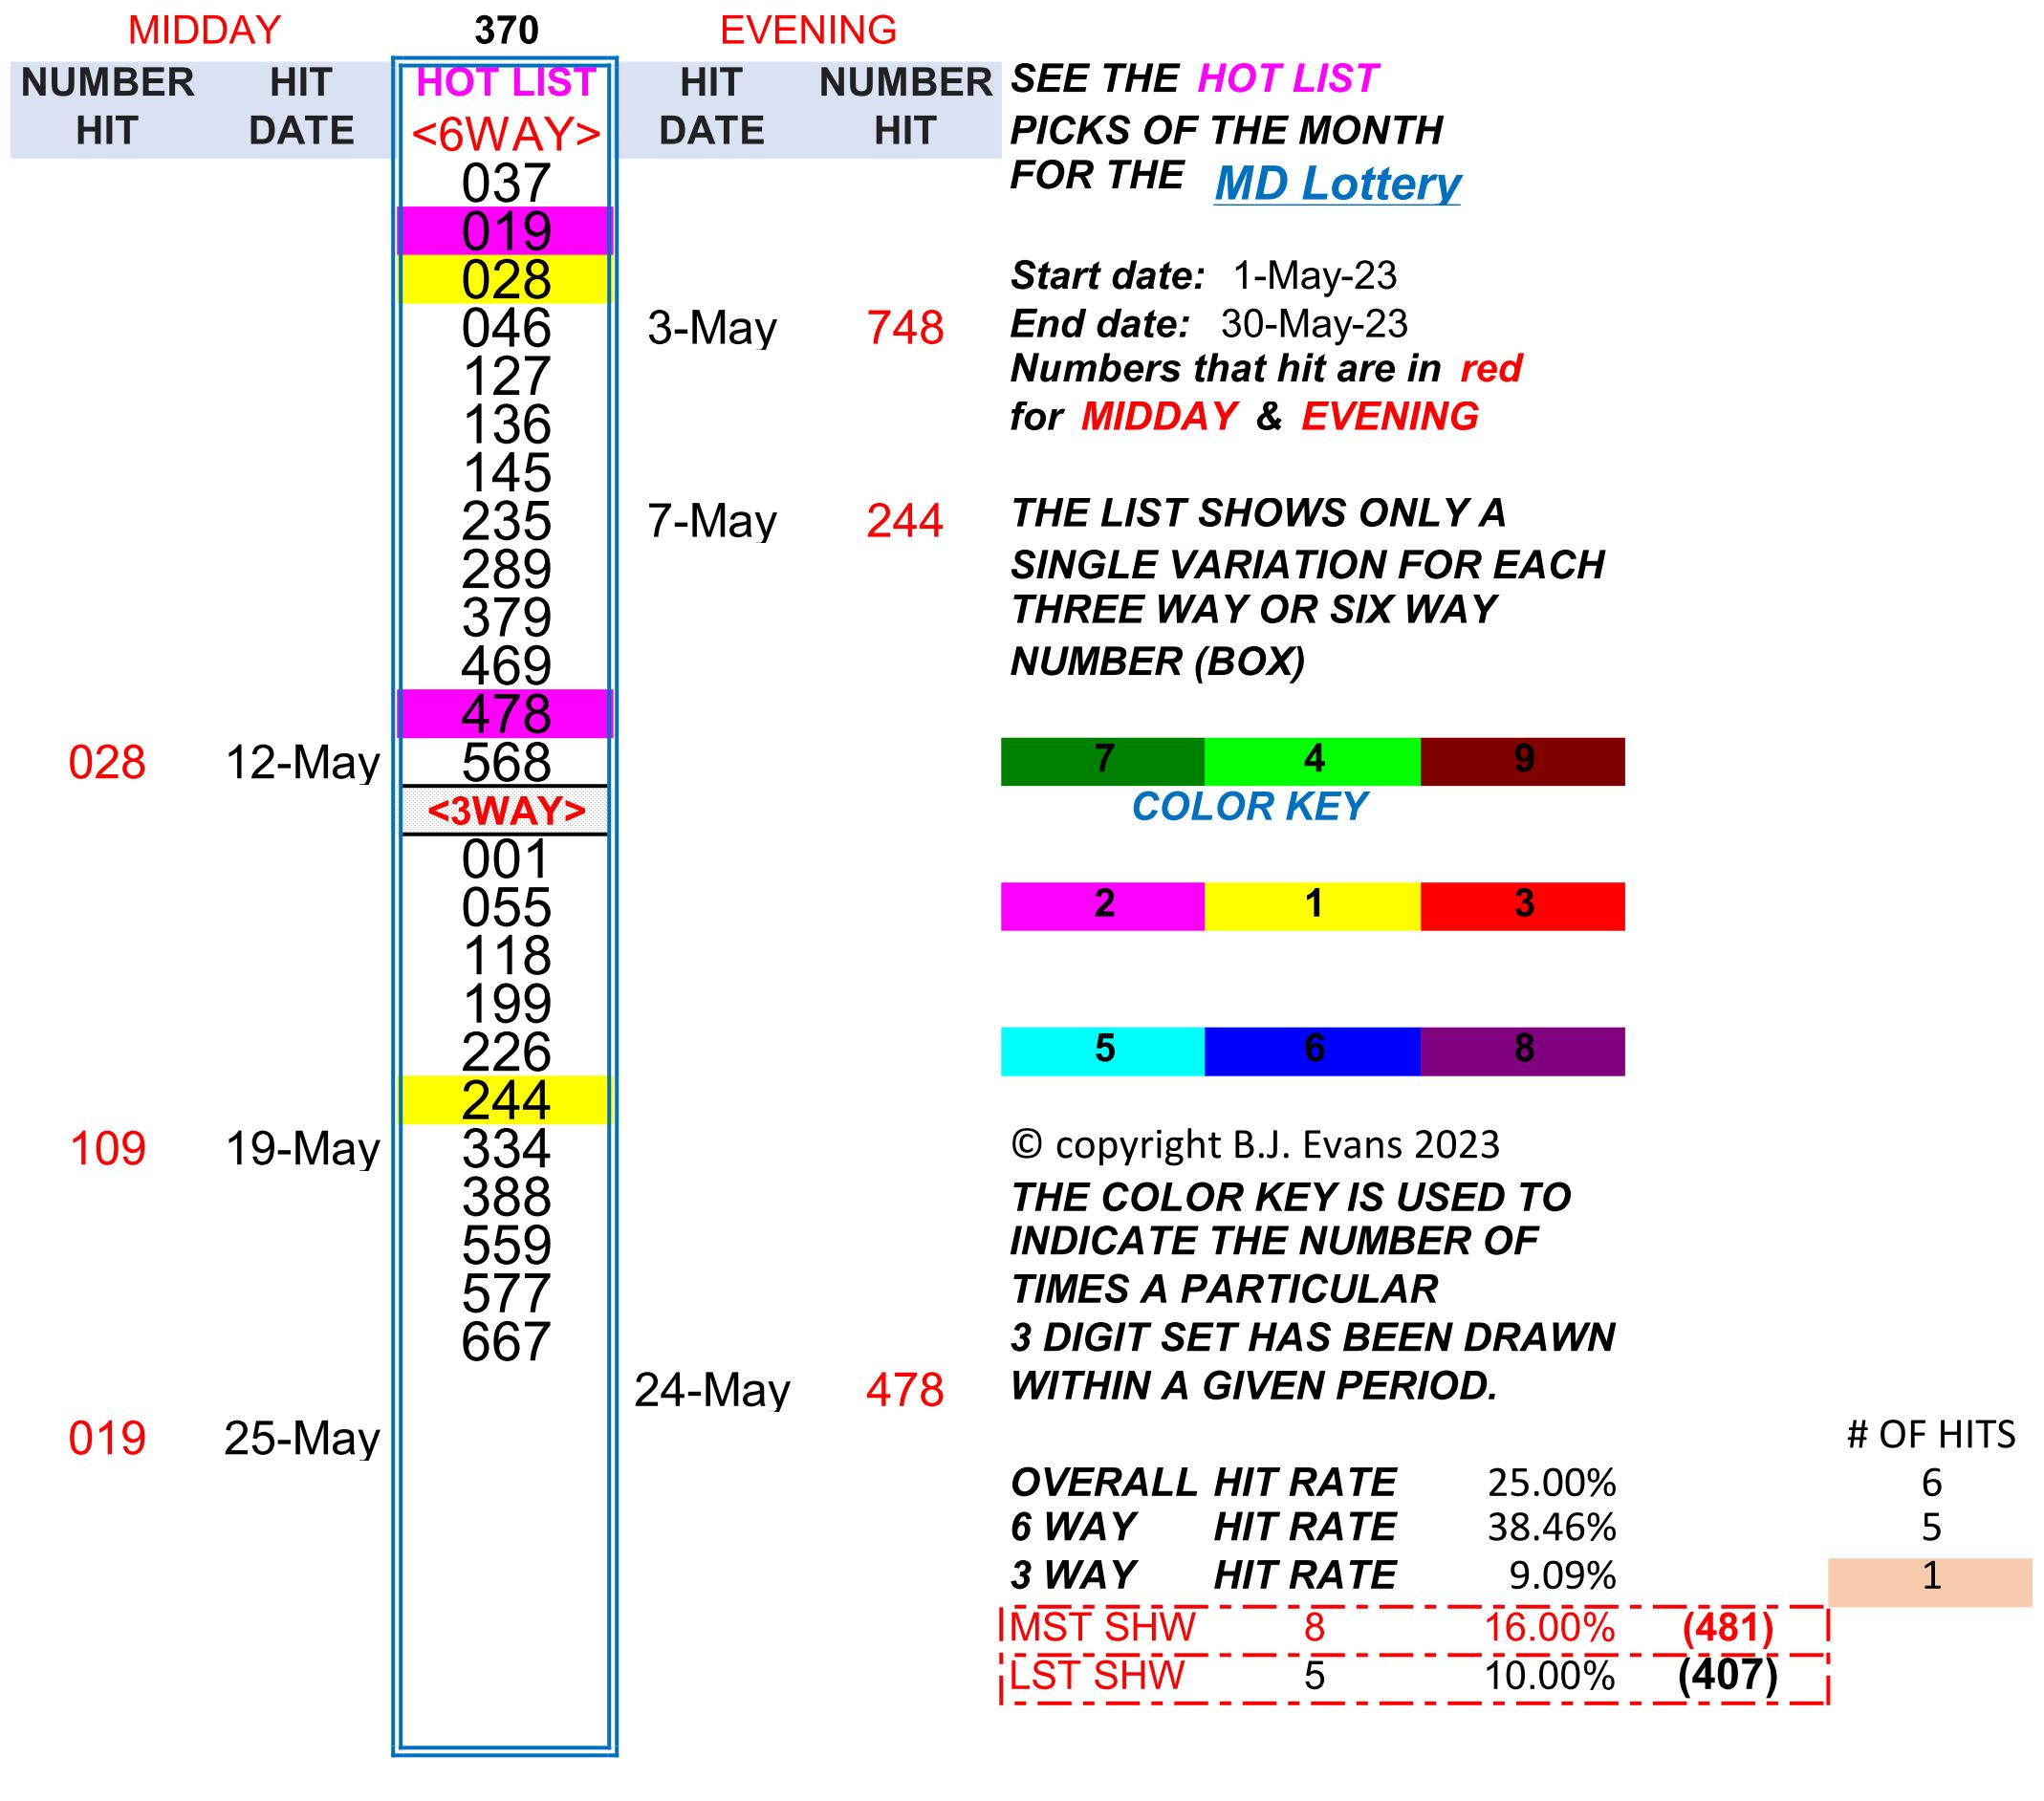 MIDDAY 370 EVENING
NUMBER HIT HOT LIST HIT NUMBER SEE THE HOT LIST
HIT DATE <6WAY> DATE HIT PICKS OF THE MONTH
037 FOR THE MD Lottery
019
028 Start date: 1-May-23
046 3-May 748 End date: 30-May-23
127 Numbers that hit are in red
136 for MIDDAY & EVENING
145
235 7-May 244 THE LIST SHOWS ONLY A
289 SINGLE VARIATION FOR EACH
379 THREE WAY OR SIX WAY
469 NUMBER (BOX)
478
028 12-May 568 7 4 9
<3WAY> COLOR KEY
001
055 2 1 3
118
199
226 5 6 8
244
109 19-May 334 © copyright B.J. Evans 2023
388 THE COLOR KEY IS USED TO
559 INDICATE THE NUMBER OF
577 TIMES A PARTICULAR
667 3 DIGIT SET HAS BEEN DRAWN
24-May 478 WITHIN A GIVEN PERIOD.
019 25-May # OF HITS
OVERALL HIT RATE 25.00% 6
6 WAY HIT RATE 38.46% 5
3 WAY HIT RATE 9.09% 1
MST SHW 8 16.00% (481)
LST SHW 5 10.00% (407)